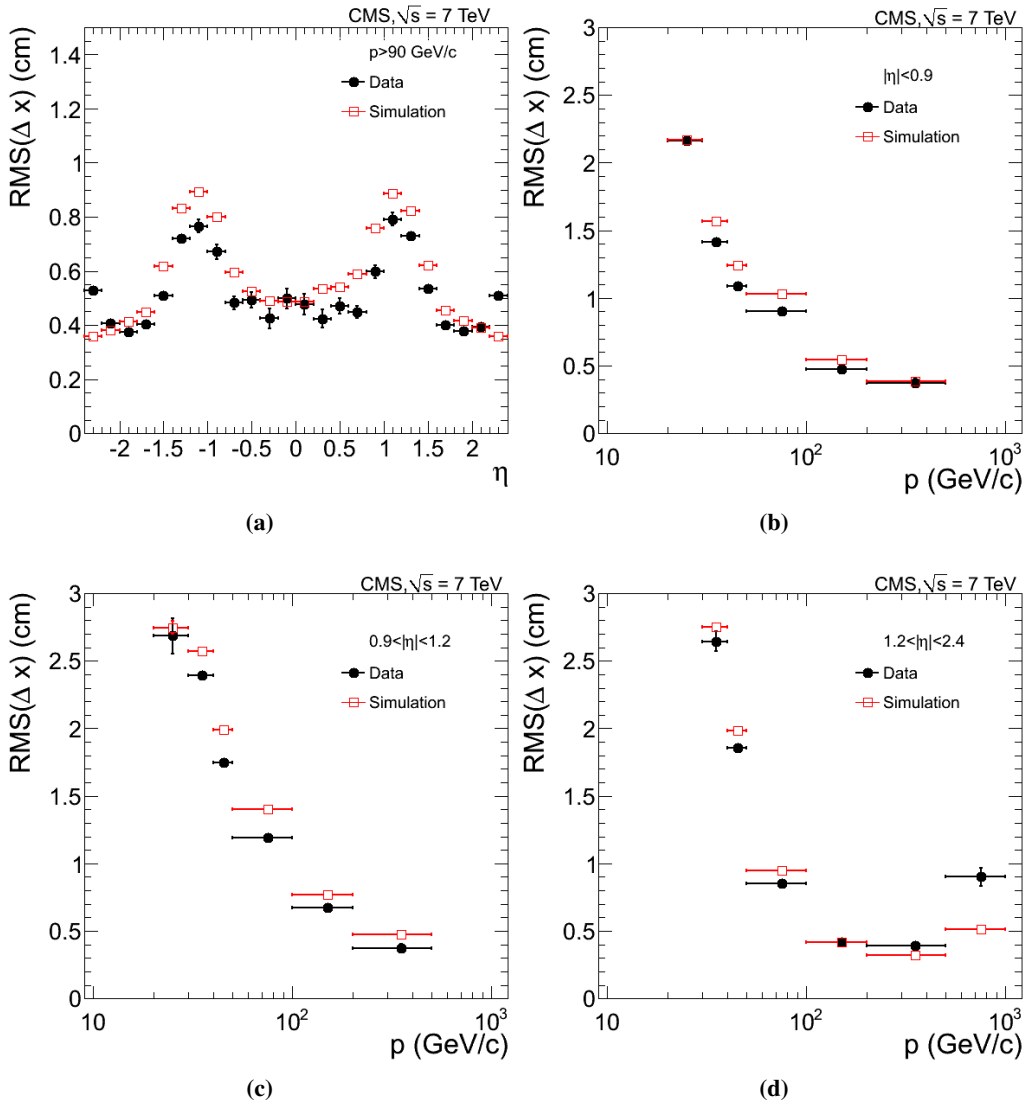 CMS, √s = 7 TeV
RMS(Δ x) (cm)
p>90 GeV/c
Data
Simulation
1.4
1.2
1
0.8
0.6
0.4
0.2
0
-2 -1.5 -1 -0.5 0 0.5 1 1.5 2
η
(a)
CMS, √s = 7 TeV
RMS(Δ x) (cm)
|η|<0.9
Data
Simulation
3
2.5
2
1.5
1
0.5
0
10 10² 10³
p (GeV/c)
(b)
CMS, √s = 7 TeV
RMS(Δ x) (cm)
0.9<|η|<1.2
Data
Simulation
3
2.5
2
1.5
1
0.5
0
10 10² 10³
p (GeV/c)
(c)
CMS, √s = 7 TeV
RMS(Δ x) (cm)
1.2<|η|<2.4
Data
Simulation
3
2.5
2
1.5
1
0.5
0
10 10² 10³
p (GeV/c)
(d)